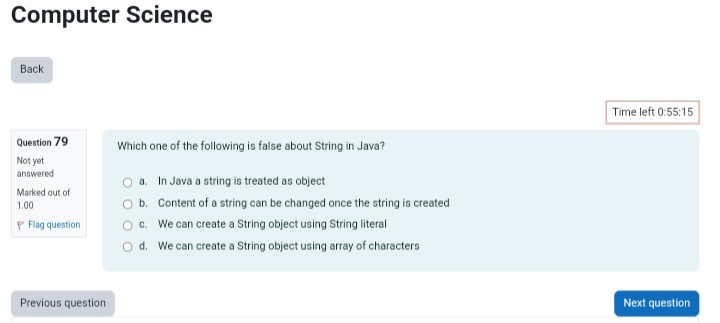 Computer Science
Back
Time left 0:55:15
Question 79
Not yet
answered
Marked out of
1.00
Flag question
Which one of the following is false about String in Java?
a. In Java a string is treated as object
b. Content of a string can be changed once the string is created
c. We can create a String object using String literal
d. We can create a String object using array of characters
Previous question
Next question